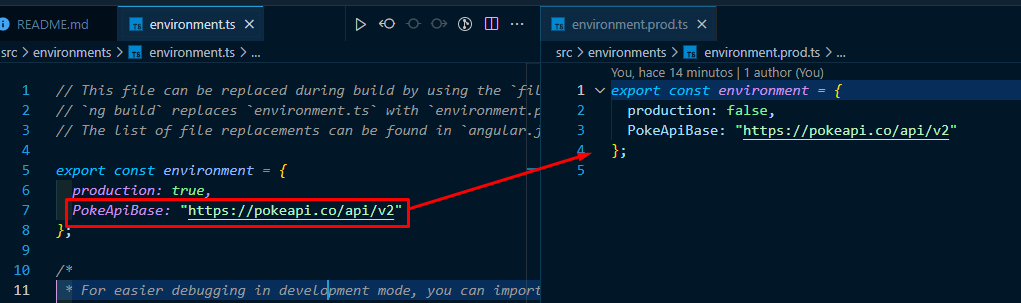 README.md
TS environment.ts
src > environments > TS environment.ts > ...
1 // This file can be replaced during build by using the `fil
2 // `ng build` replaces `environment.ts` with `environment.p
3 // The list of file replacements can be found in `angular.j
4
5 export const environment = {
6 production: true,
7 PokeApiBase: "https://pokeapi.co/api/v2"
8 };
9
10 /*
11 * For easier debugging in development mode, you can import
TS environment.prod.ts
src > environments > TS environment.prod.ts > ...
You, hace 14 minutos | 1 author (You)
1 export const environment = {
2 production: false,
3 PokeApiBase: "https://pokeapi.co/api/v2"
4 };
5